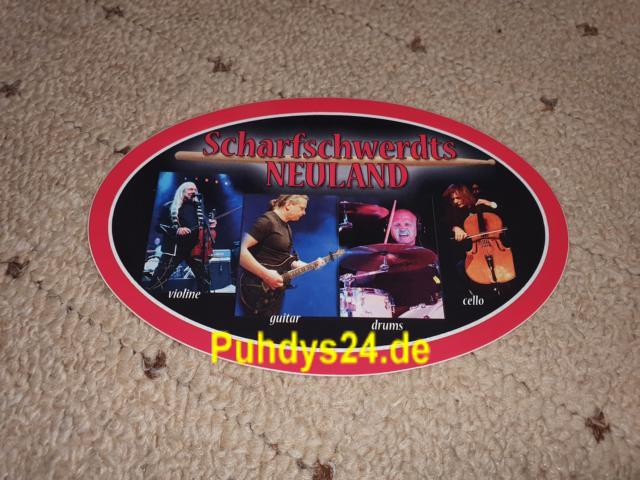 Scharfschwerdts
NEULAND
violine
guitar
drums
cello
Puhdys24.de